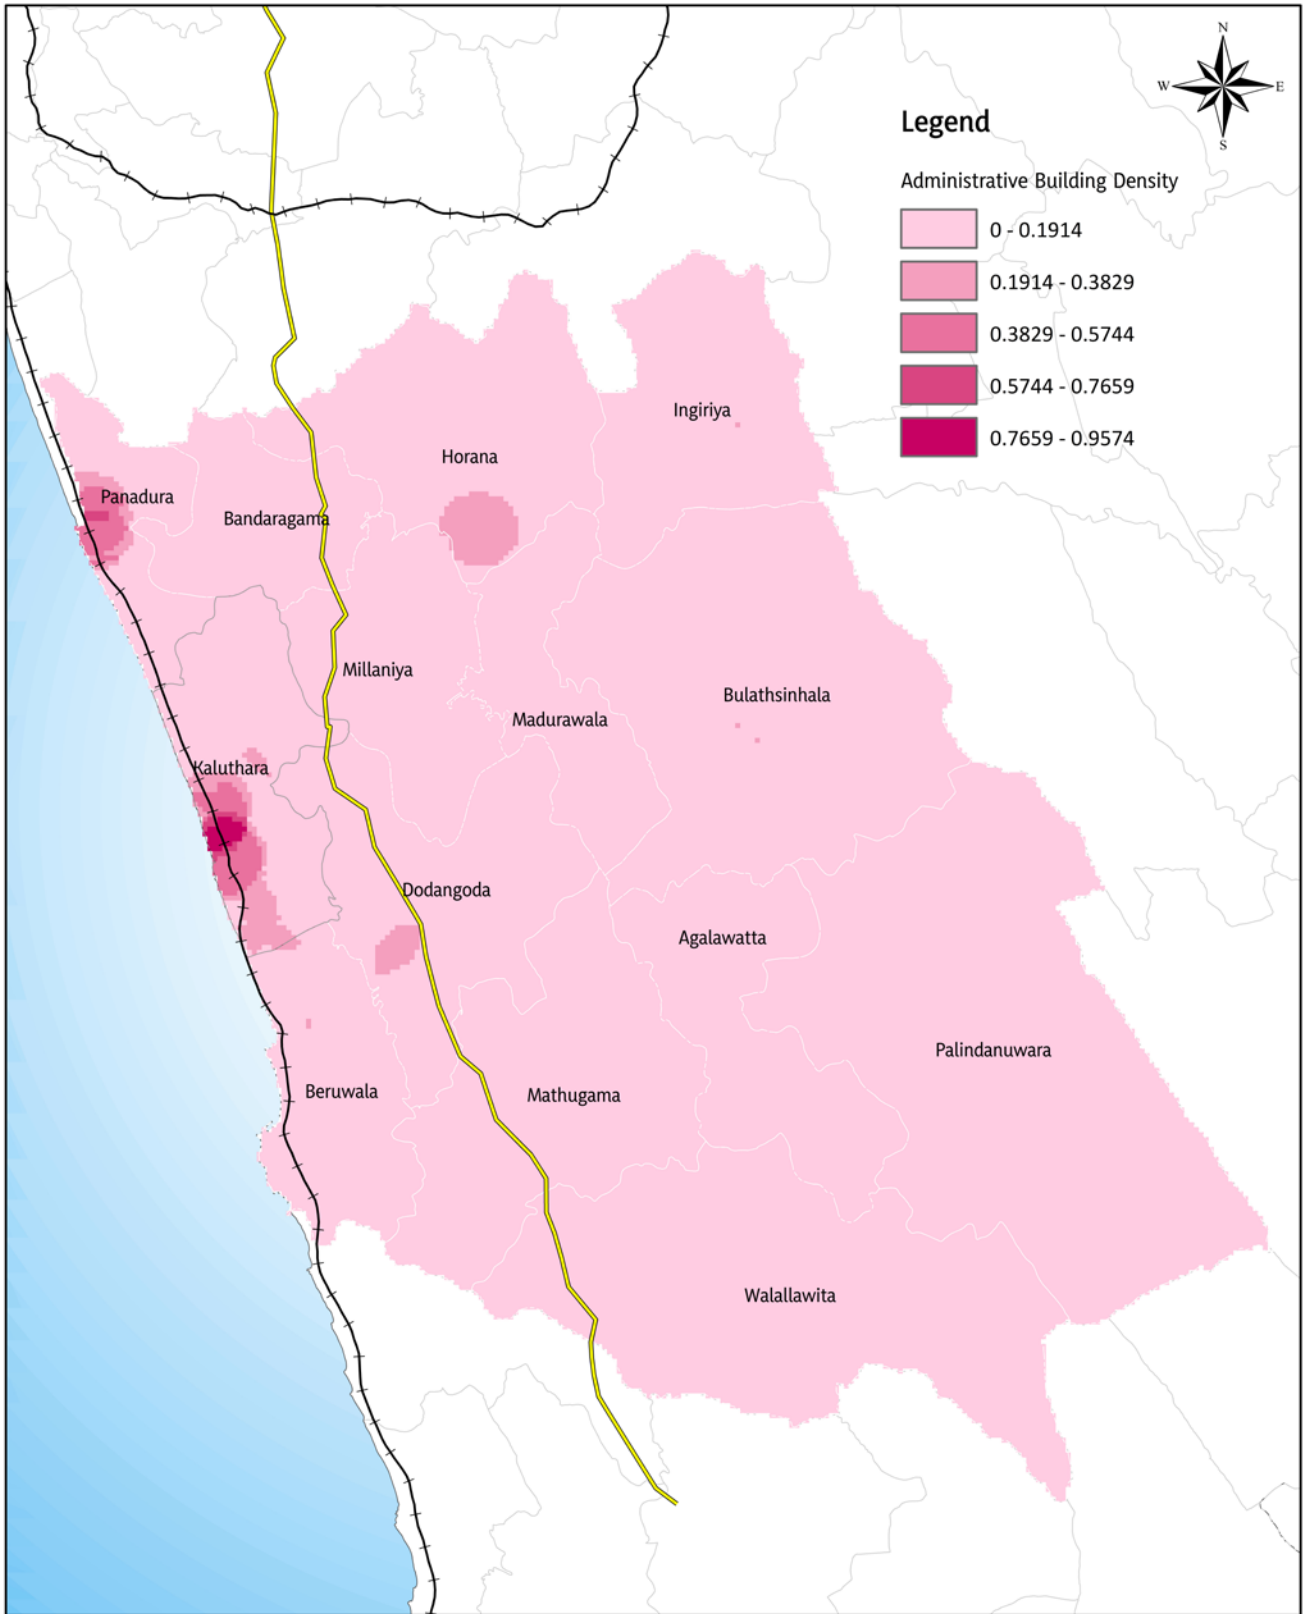 N
W E
S
Legend
Administrative Building Density
0 - 0.1914
0.1914 - 0.3829
0.3829 - 0.5744
0.5744 - 0.7659
0.7659 - 0.9574
Ingiriya
Horana
Panadura
Bandaragama
Millaniya
Bulathsinhala
Madurawala
Kaluthara
Dodangoda
Agalawatta
Palindanuwara
Beruwala
Mathugama
Walallawita